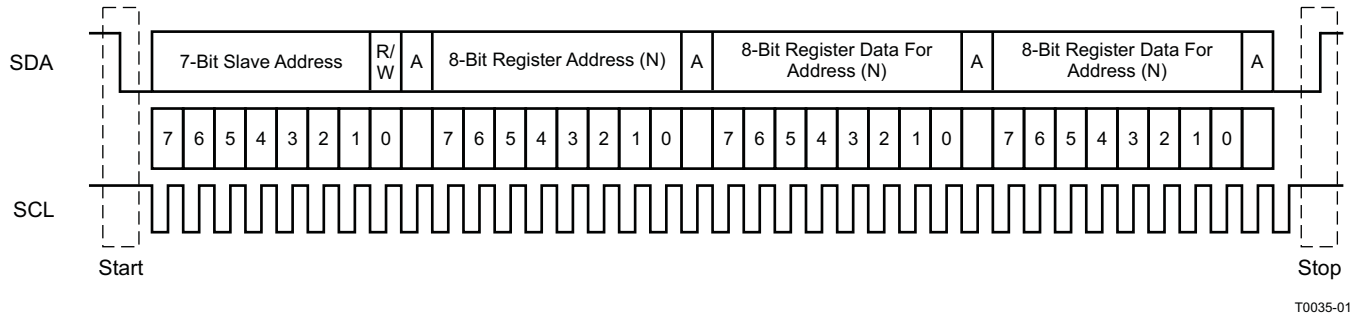 SDA
7-Bit Slave Address
R/
W
A
8-Bit Register Address (N)
A
8-Bit Register Data For
Address (N)
A
8-Bit Register Data For
Address (N)
A
7 6 5 4 3 2 1 0 7 6 5 4 3 2 1 0 7 6 5 4 3 2 1 0 7 6 5 4 3 2 1 0
SCL
Start
Stop
T0035-01